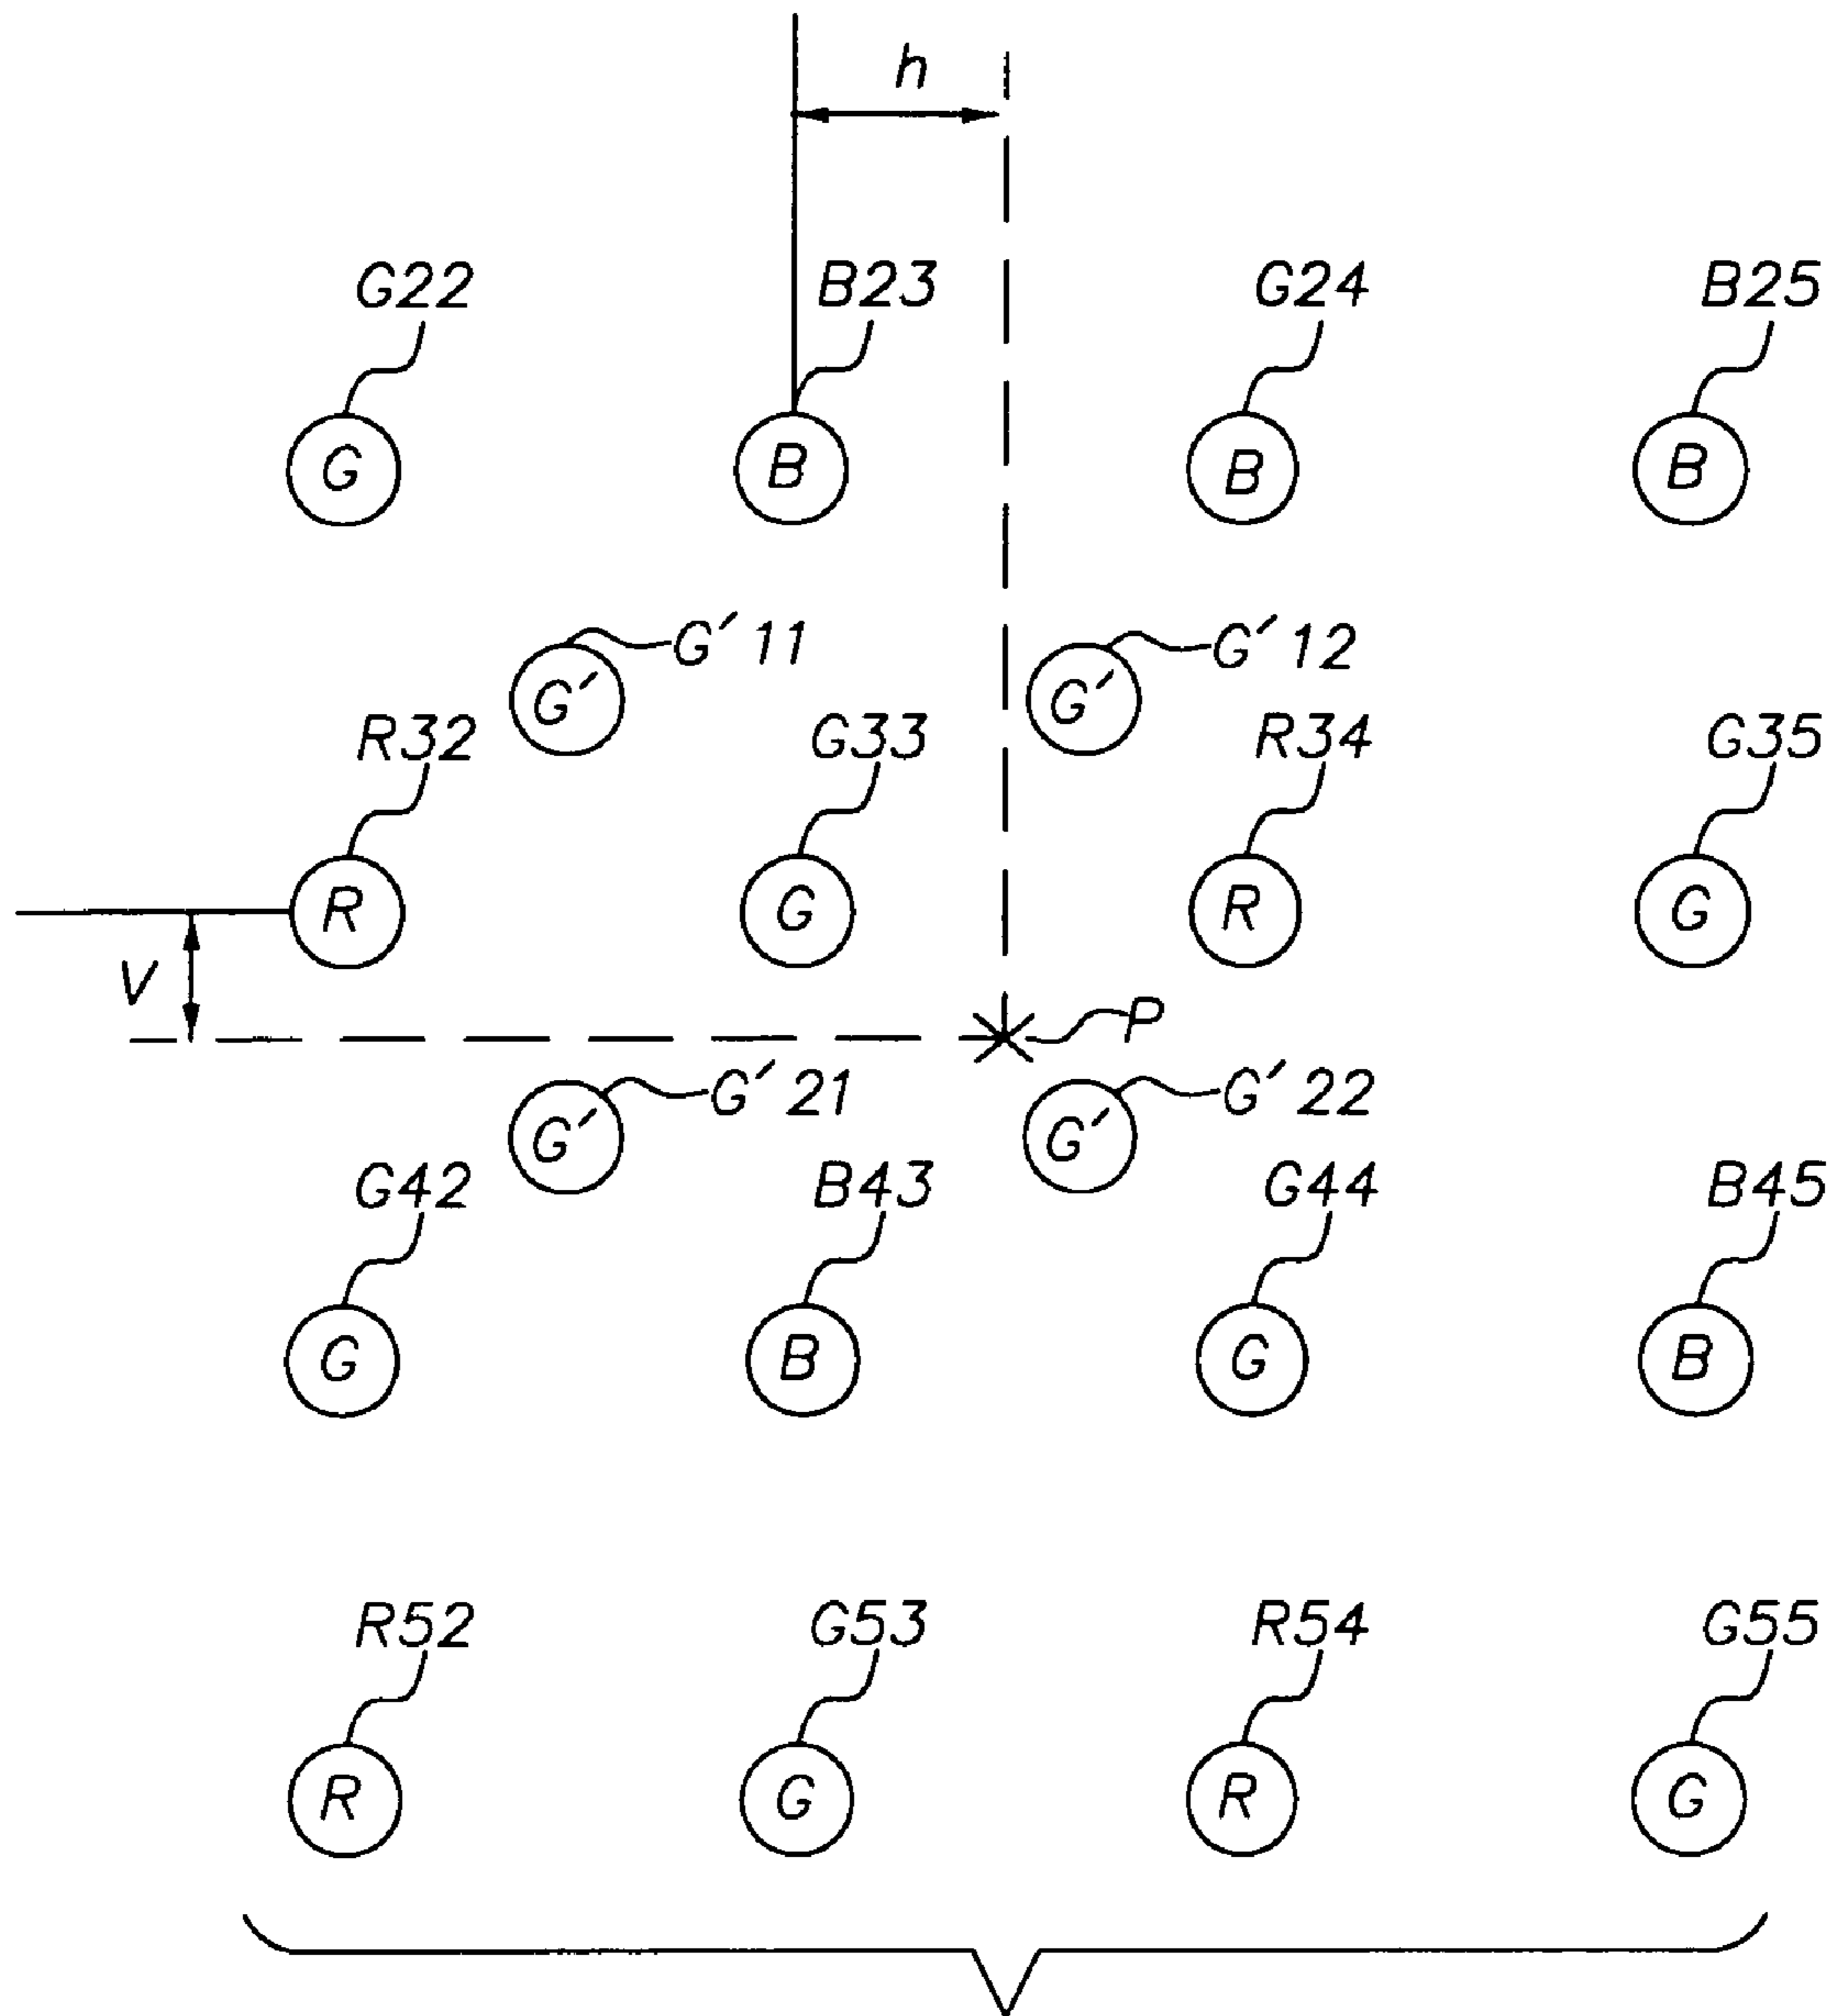 h
G22 B23 G24 B25
G B B B
G'11 G'12
G' G'
R32 G33 R34 G35
R G R G
V
P
G'21 G'22
G' G'
G42 B43 G44 B45
G B G B
R52 G53 R54 G55
R G R G